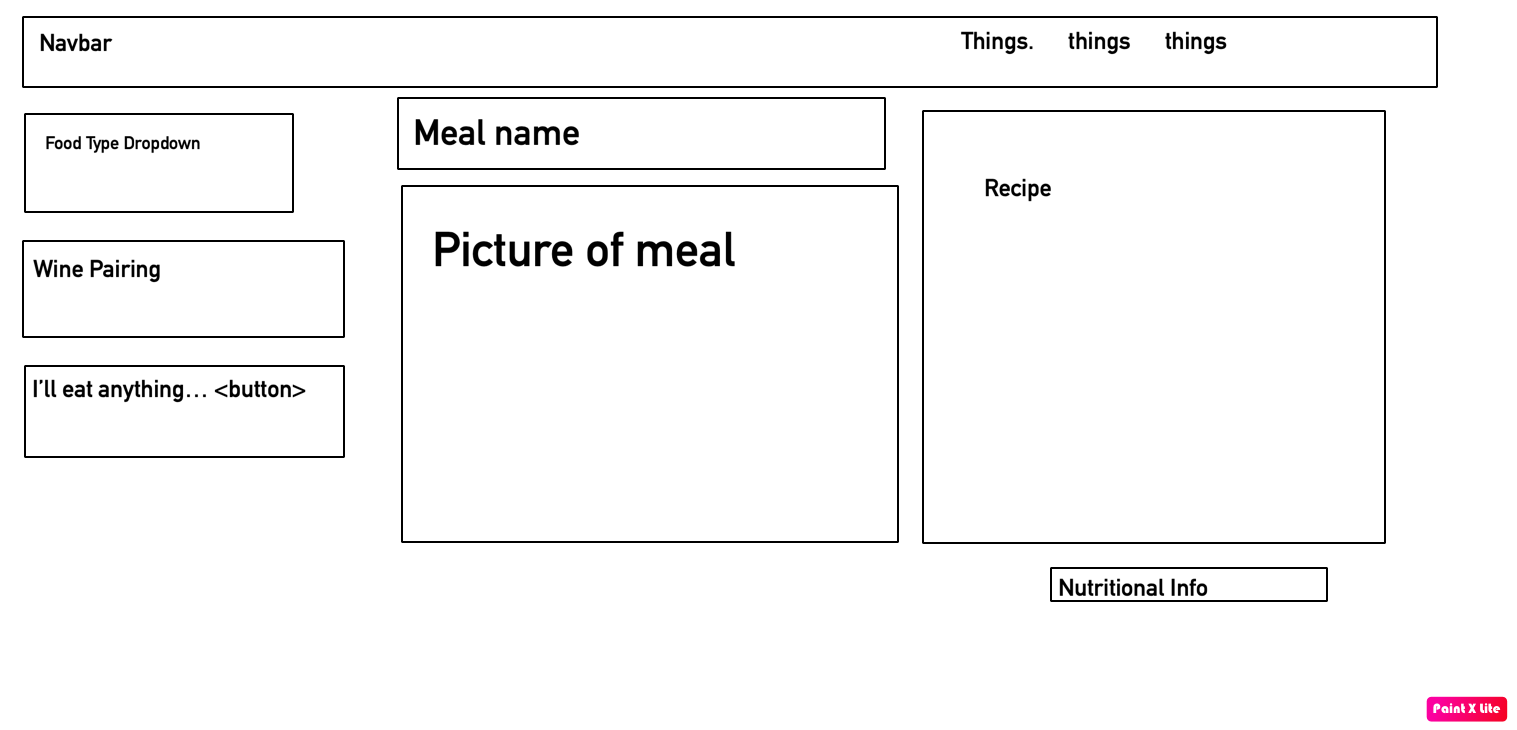 Navbar
Things. things things
Food Type Dropdown
Meal name
Recipe
Picture of meal
Wine Pairing
I'll eat anything... <button>
Nutritional Info
Paint X Lite